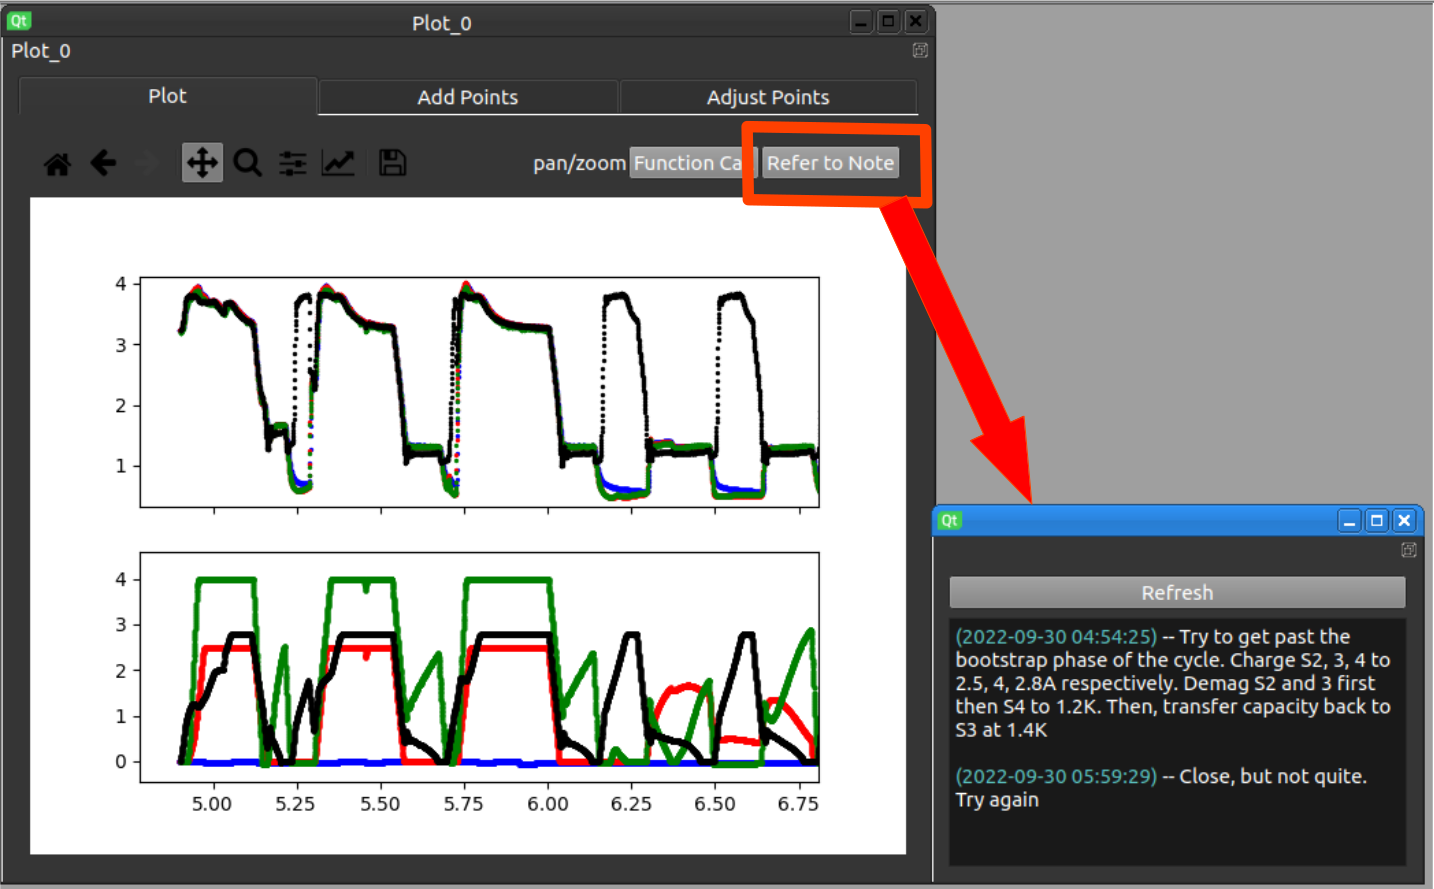 Qt
Plot_0
Plot_0
Plot
Add Points
Adjust Points
pan/zoom
Function Ca
Refer to Note
4
3
2
1
4
3
2
1
0
5.00 5.25 5.50 5.75 6.00 6.25 6.50 6.75
Qt
Refresh
(2022-09-30 04:54:25) -- Try to get past the
bootstrap phase of the cycle. Charge S2, 3, 4 to
2.5, 4, 2.8A respectively. Demag S2 and 3 first
then S4 to 1.2K. Then, transfer capacity back to
S3 at 1.4K
(2022-09-30 05:59:29) -- Close, but not quite.
Try again